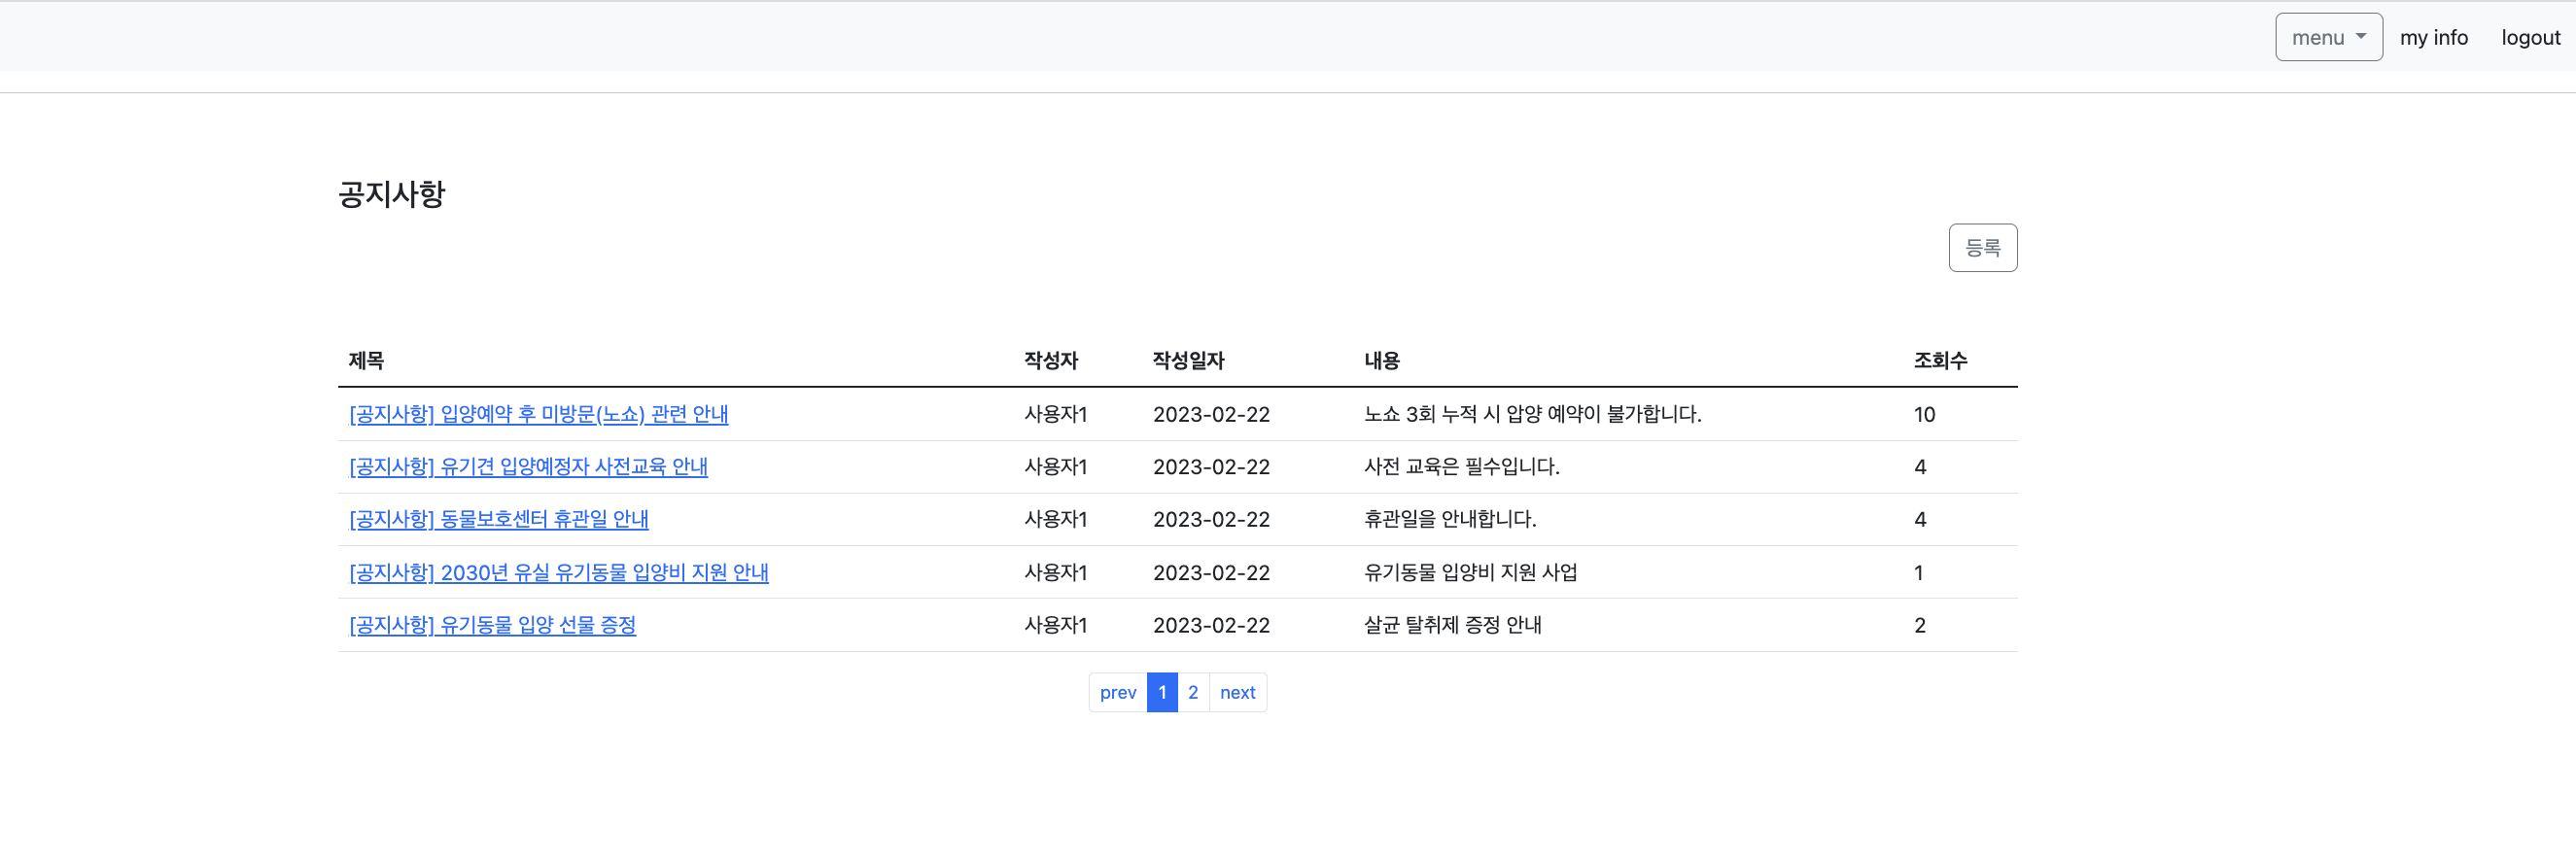 menu my info logout
공지사항
등록
제목 작성자 작성일자 내용 조회수
[공지사항] 입양예약 후 미방문(노쇼) 관련 안내 사용자1 2023-02-22 노쇼 3회 누적 시 압양 예약이 불가합니다. 10
[공지사항] 유기견 입양예정자 사전교육 안내 사용자1 2023-02-22 사전 교육은 필수입니다. 4
[공지사항] 동물보호센터 휴관일 안내 사용자1 2023-02-22 휴관일을 안내합니다. 4
[공지사항] 2030년 유실 유기동물 입양비 지원 안내 사용자1 2023-02-22 유기동물 입양비 지원 사업 1
[공지사항] 유기동물 입양 선물 증정 사용자1 2023-02-22 살균 탈취제 증정 안내 2
prev 1 2 next